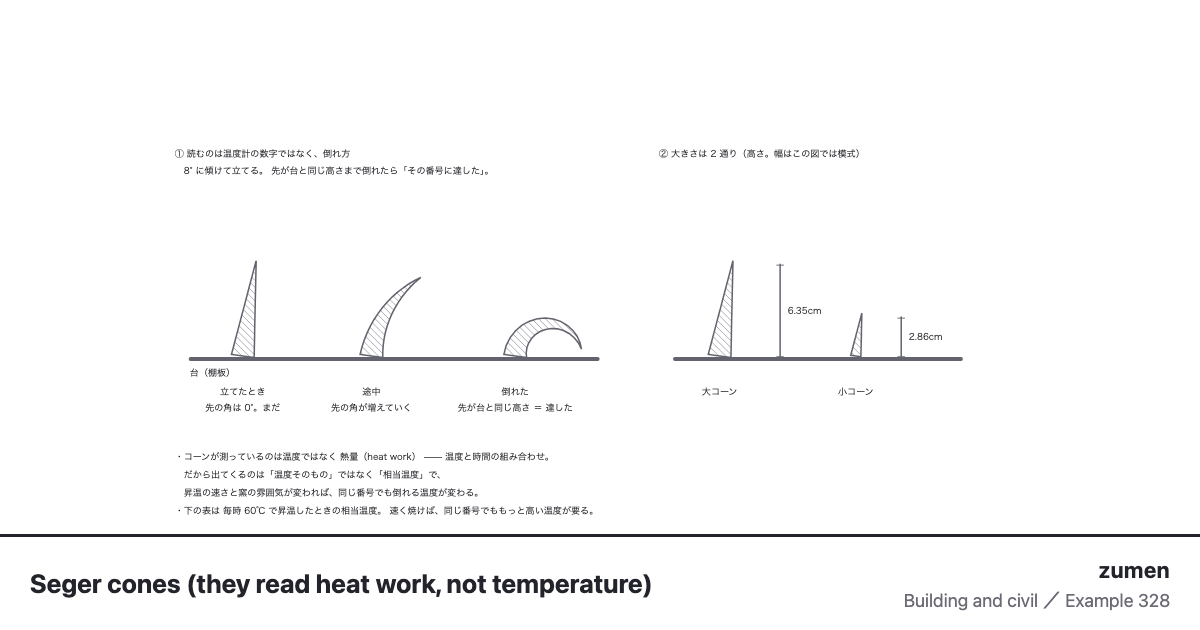 ① 読むのは温度計の数字ではなく、倒れ方
8° に傾けて立てる。 先が台と同じ高さまで倒れたら「その番号に達した」。
② 大きさは 2 通り（高さ。幅はこの図では模式）
6.35cm
2.86cm
台（棚板）
立てたとき
先の角は 0°。まだ
途中
先の角が増えていく
倒れた
先が台と同じ高さ ＝ 達した
大コーン
小コーン
・コーンが測っているのは温度ではなく 熱量（heat work） —— 温度と時間の組み合わせ。
だから出てくるのは「温度そのもの」ではなく「相当温度」で、
昇温の速さと窯の雰囲気が変われば、同じ番号でも倒れる温度が変わる。
・下の表は 毎時 60℃ で昇温したときの相当温度。 速く焼けば、同じ番号でももっと高い温度が要る。
Seger cones (they read heat work, not temperature)
zumen
Building and civil ／ Example 328